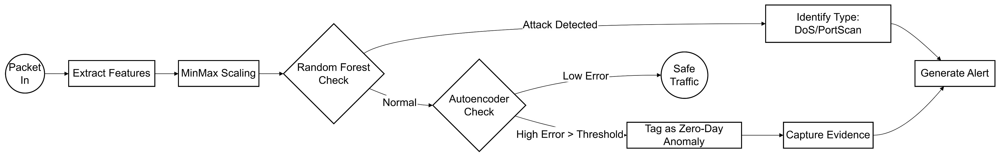 Packet
In
Extract Features
MinMax Scaling
Random Forest
Check
Attack Detected
Identify Type:
DoS/PortScan
Normal
Autoencoder
Check
Low Error
Safe
Traffic
High Error > Threshold
Tag as Zero-Day
Anomaly
Capture Evidence
Generate Alert